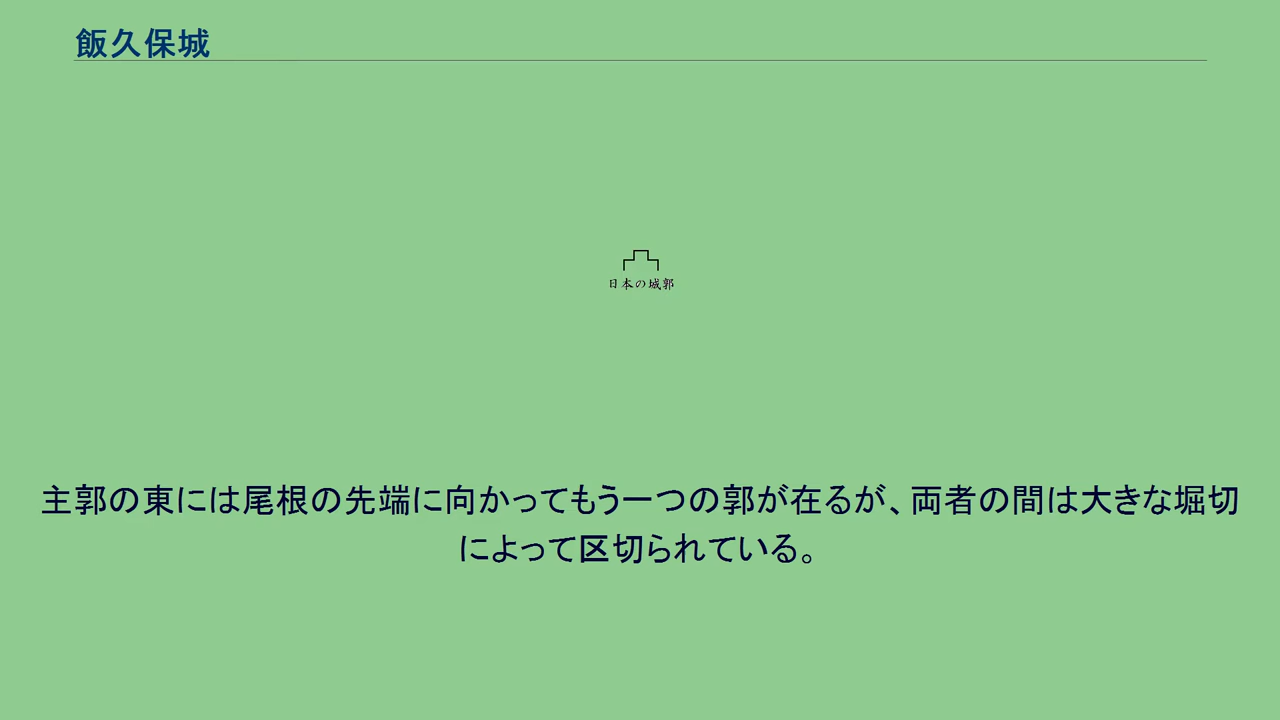 飯久保城
日本の城郭
主郭の東には尾根の先端に向かってもう一つの郭が在るが、両者の間は大きな堀切
によって区切られている。